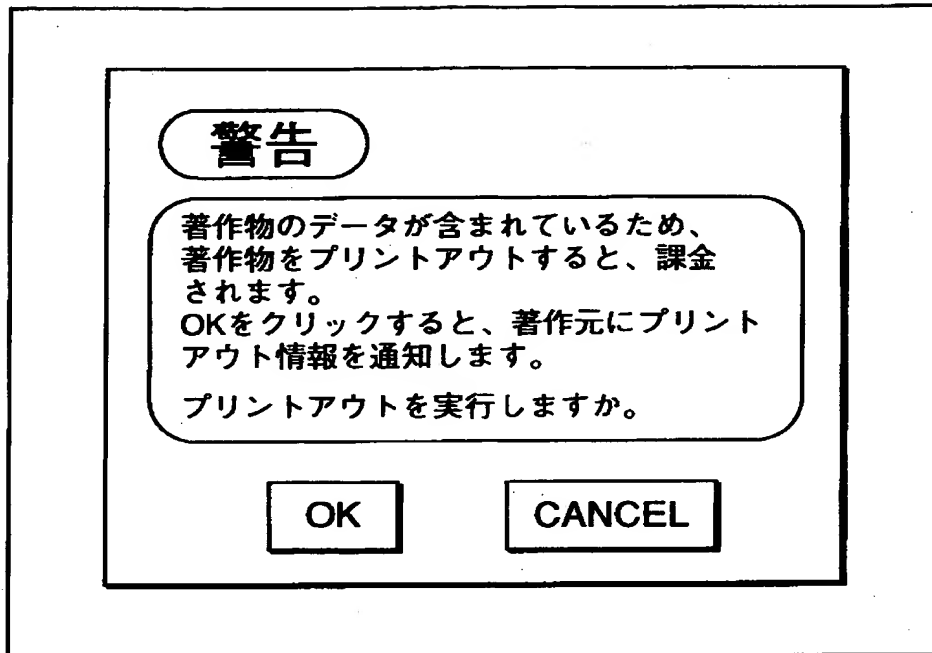 警告
著作物のデータが含まれているため、
著作物をプリントアウトすると、課金
されます。
OKをクリックすると、著作元にプリント
アウト情報を通知します。
プリントアウトを実行しますか。
OK
CANCEL